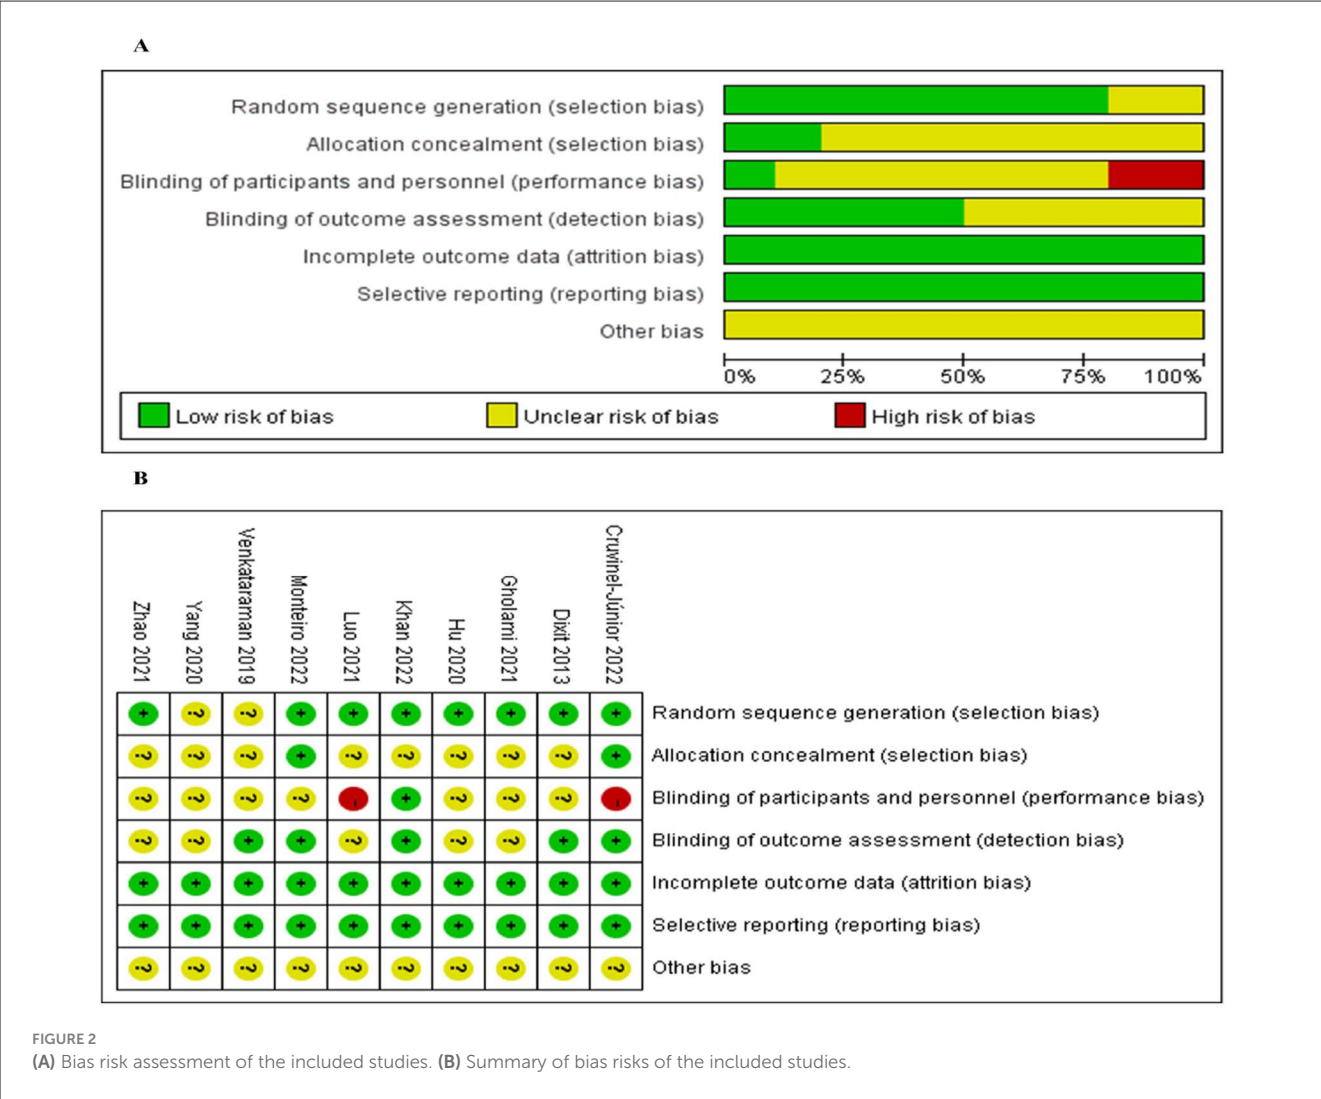 A
Random sequence generation (selection bias)
Allocation concealment (selection bias)
Blinding of participants and personnel (performance bias)
Blinding of outcome assessment (detection bias)
Incomplete outcome data (attrition bias)
Selective reporting (reporting bias)
Other bias
0% 25% 50% 75% 100%
Low risk of bias Unclear risk of bias High risk of bias
B
Zhao 2021 Yang 2020 Venkataraman 2019 Monteiro 2022 Luo 2021 Khan 2022 Hu 2020 Gholami 2021 Dixit 2013 Cruvinel-Júnior 2022
+ ? ? + + + + + + + Random sequence generation (selection bias)
? ? ? + ? ? ? ? ? + Allocation concealment (selection bias)
? ? ? ? - + ? ? ? - Blinding of participants and personnel (performance bias)
? ? + + ? + ? ? + + Blinding of outcome assessment (detection bias)
+ + + + + + + + + + Incomplete outcome data (attrition bias)
+ + + + + + + + + + Selective reporting (reporting bias)
? ? ? ? ? ? ? ? ? ? Other bias
FIGURE 2
(A) Bias risk assessment of the included studies. (B) Summary of bias risks of the included studies.